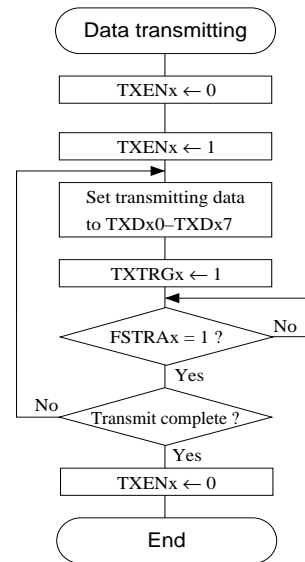 Data transmitting
TXENx ← 0
TXENx ← 1
Set transmitting data
to TXDx0–TXDx7
TXTRGx ← 1
FSTRAx = 1 ?
No
Yes
No
Transmit complete ?
Yes
TXENx ← 0
End